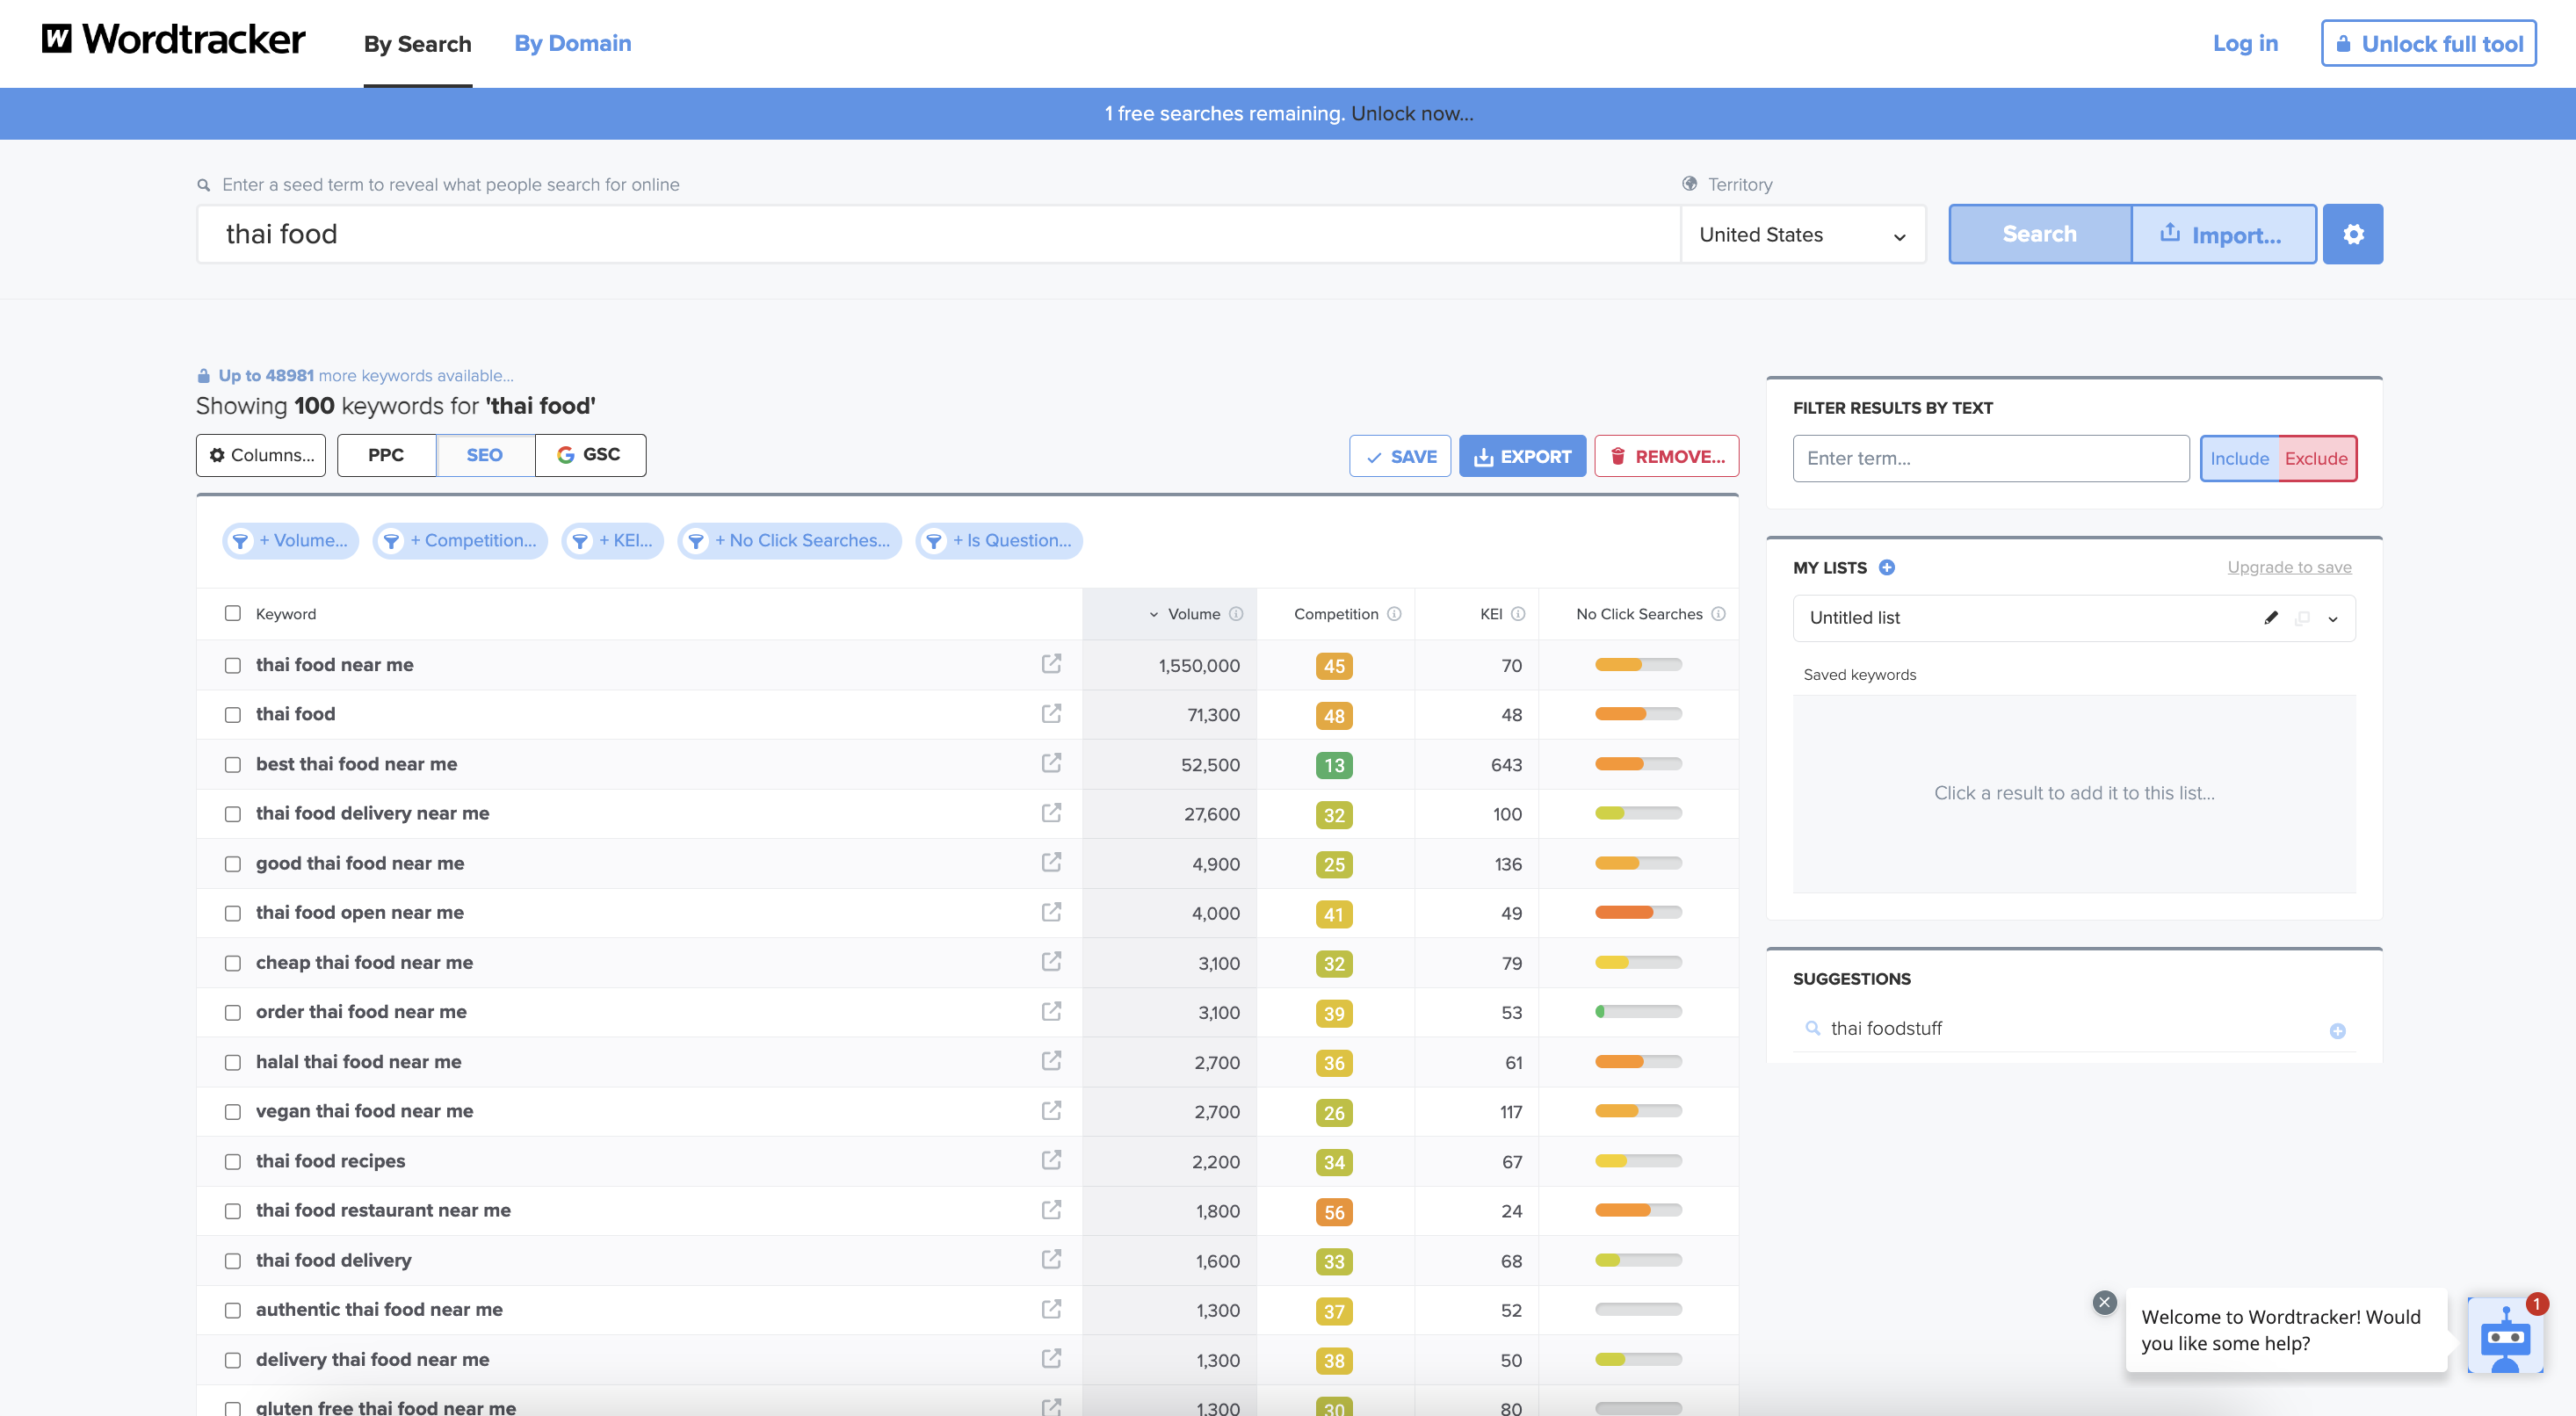 W Wordtracker By Search By Domain Log in Unlock full tool
1 free searches remaining. Unlock now...
Enter a seed term to reveal what people search for online Territory
thai food United States Search Import...
Up to 48981 more keywords available...
Showing 100 keywords for 'thai food'
Columns... PPC SEO GSC SAVE EXPORT REMOVE...
+ Volume... + Competition... + KEI... + No Click Searches... + Is Question...
Keyword Volume Competition KEI No Click Searches
thai food near me 1,550,000 45 70
thai food 71,300 48 48
best thai food near me 52,500 13 643
thai food delivery near me 27,600 32 100
good thai food near me 4,900 25 136
thai food open near me 4,000 41 49
cheap thai food near me 3,100 32 79
order thai food near me 3,100 39 53
halal thai food near me 2,700 36 61
vegan thai food near me 2,700 26 117
thai food recipes 2,200 34 67
thai food restaurant near me 1,800 56 24
thai food delivery 1,600 33 68
authentic thai food near me 1,300 37 52
delivery thai food near me 1,300 38 50
gluten free thai food near me 1,300 30 80
FILTER RESULTS BY TEXT
Enter term... Include Exclude
MY LISTS Upgrade to save
Untitled list
Saved keywords
Click a result to add it to this list...
SUGGESTIONS
thai foodstuff
Welcome to Wordtracker! Would
you like some help?
1